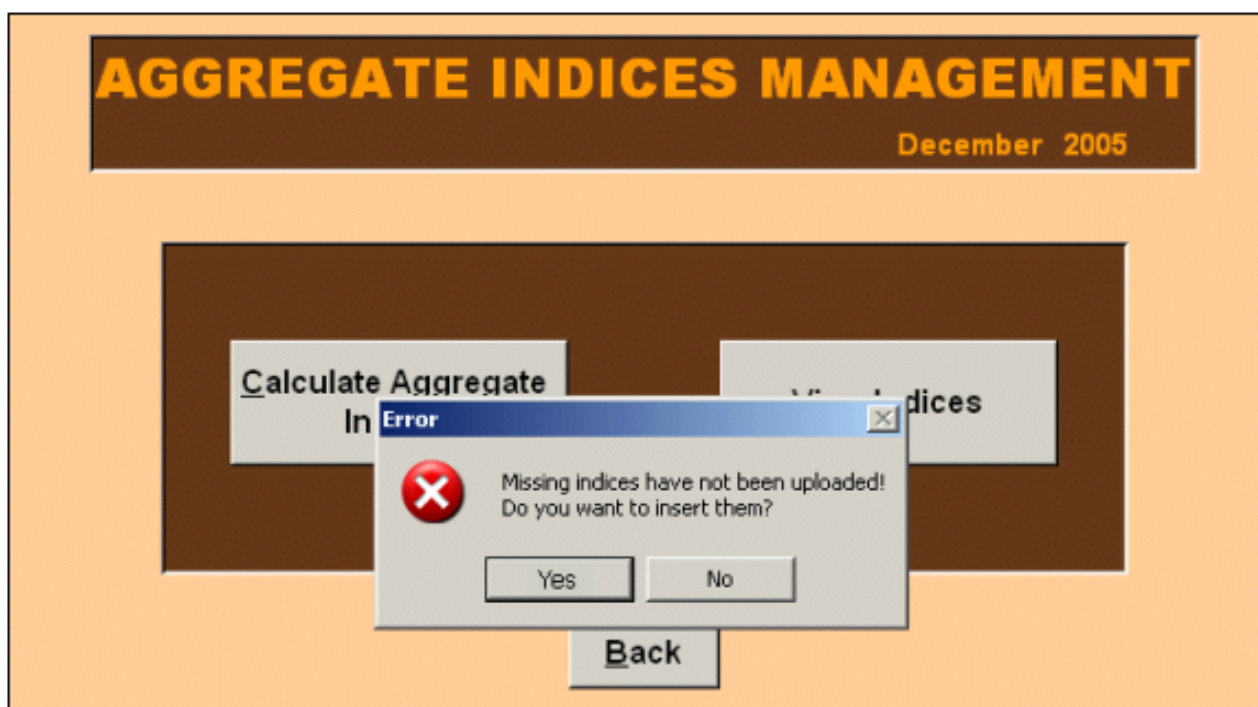 AGGREGATE INDICES MANAGEMENT
December 2005
Calculate Aggregate
In
dices
Error
Missing indices have not been uploaded!
Do you want to insert them?
Yes
No
Back